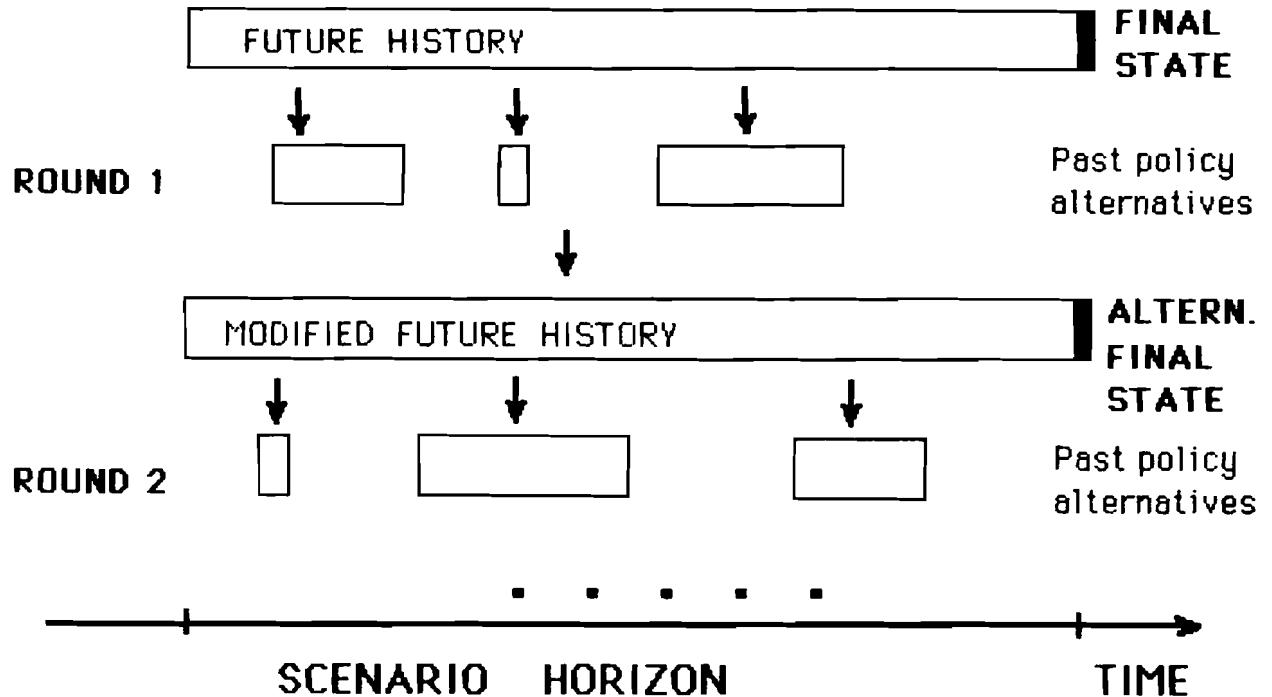 FUTURE HISTORY
FINAL
STATE
ROUND 1
Past policy
alternatives
MODIFIED FUTURE HISTORY
ALTERN.
FINAL
STATE
ROUND 2
Past policy
alternatives
SCENARIO HORIZON
TIME